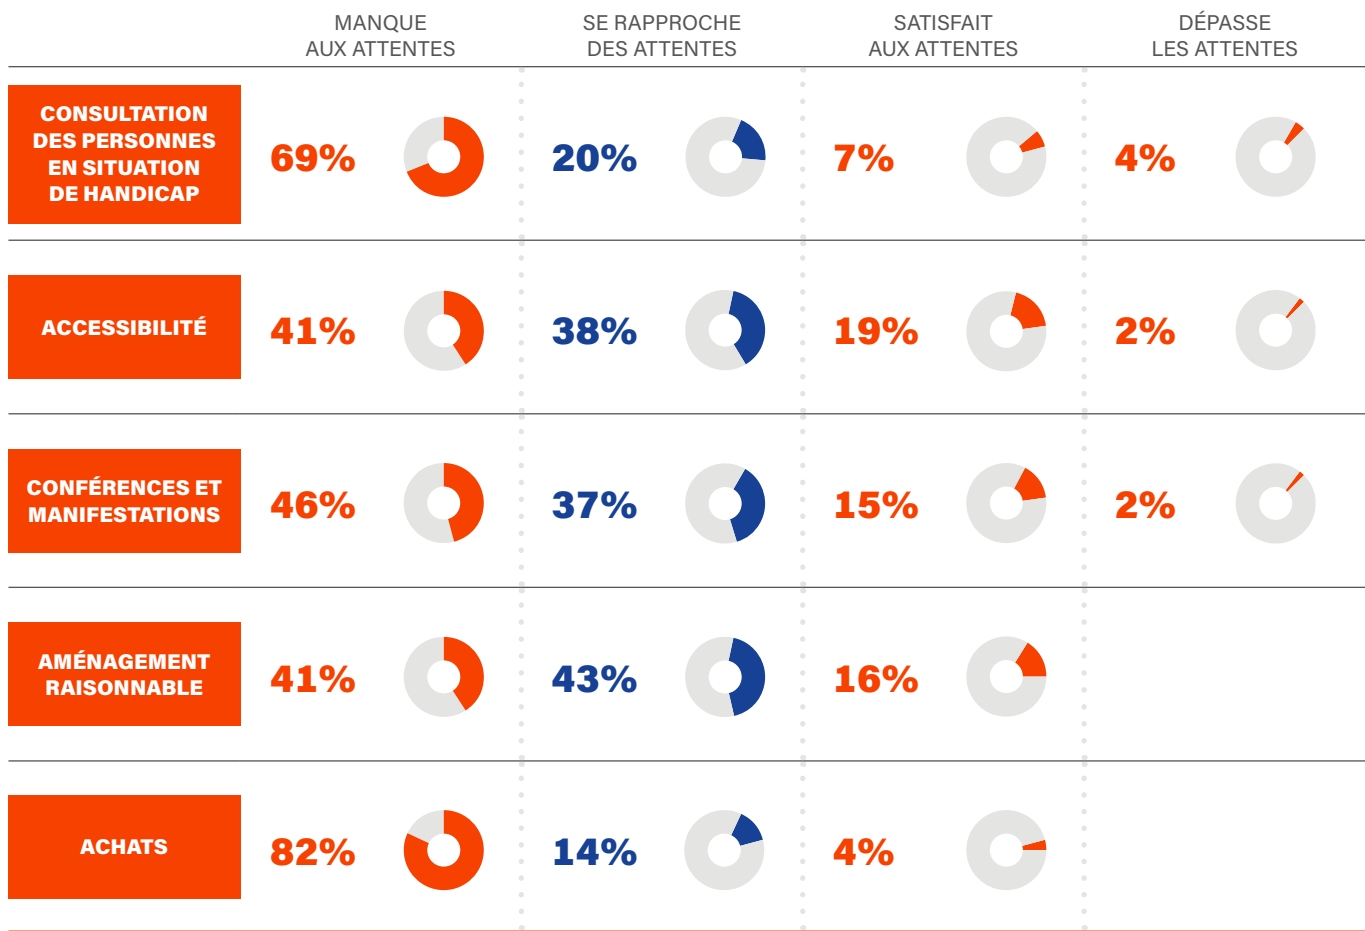 MANQUE
AUX ATTENTES
SE RAPPROCHE
DES ATTENTES
SATISFAIT
AUX ATTENTES
DÉPASSE
LES ATTENTES
CONSULTATION
DES PERSONNES
EN SITUATION
DE HANDICAP
69%
20%
7%
4%
ACCESSIBILITÉ
41%
38%
19%
2%
CONFÉRENCES ET
MANIFESTATIONS
46%
37%
15%
2%
AMÉNAGEMENT
RAISONNABLE
41%
43%
16%
ACHATS
82%
14%
4%